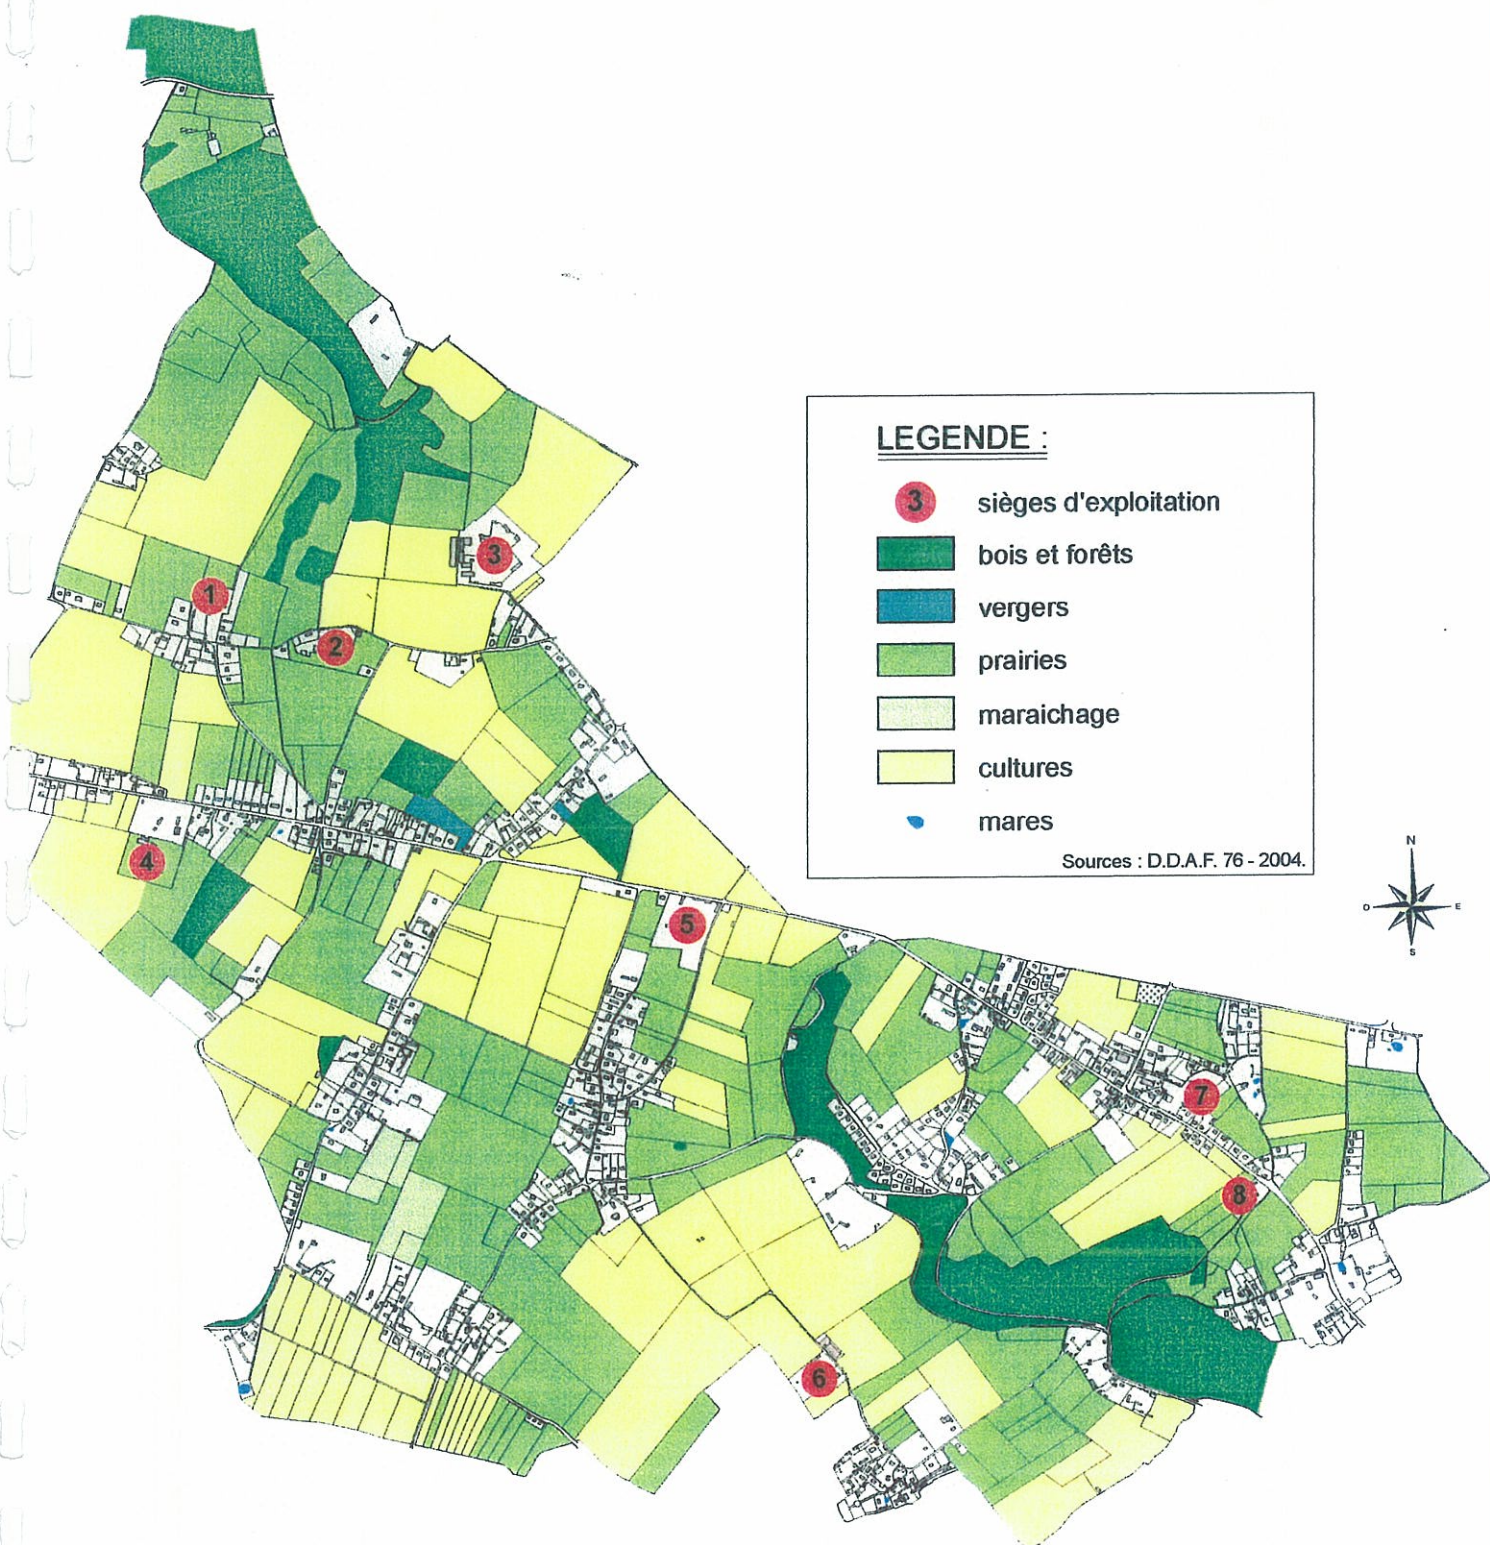 LEGENDE :
3 sièges d'exploitation
bois et forêts
vergers
prairies
maraichage
cultures
mares
Sources : D.D.A.F. 76 - 2004.
N
O E
S
3
1
2
4
5
7
8
6